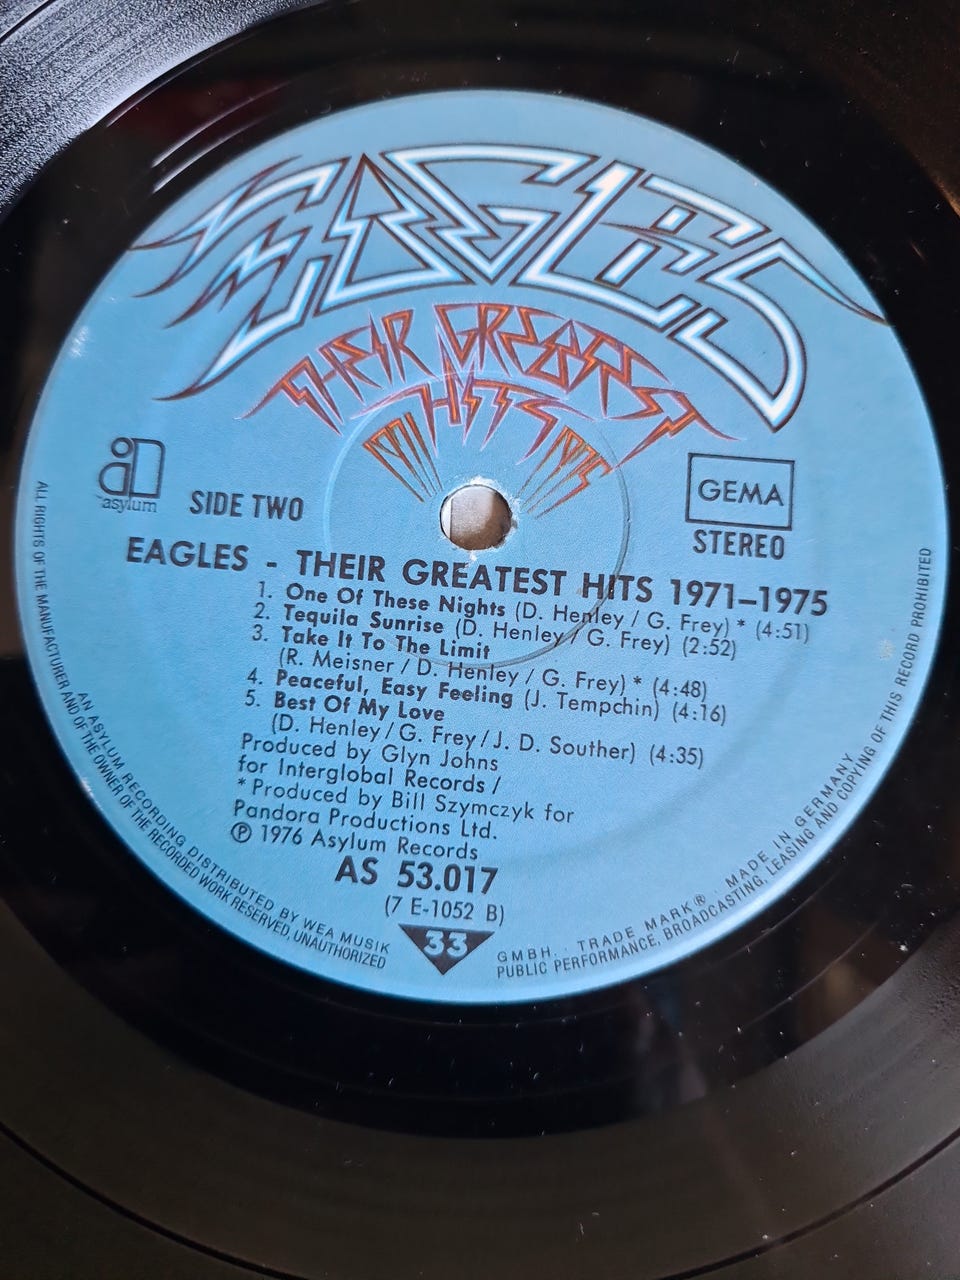 EAGLES
THEIR GREATEST
HITS
1971 1975
asylum
SIDE TWO
GEMA
STEREO
EAGLES - THEIR GREATEST HITS 1971–1975
1. One Of These Nights (D. Henley / G. Frey) * (4:51)
2. Tequila Sunrise (D. Henley / G. Frey) (2:52)
3. Take It To The Limit
(R. Meisner / D. Henley / G. Frey) * (4:48)
4. Peaceful, Easy Feeling (J. Tempchin) (4:16)
5. Best Of My Love
(D. Henley / G. Frey / J. D. Souther) (4:35)
Produced by Glyn Johns
for Interglobal Records /
* Produced by Bill Szymczyk for
Pandora Productions Ltd.
℗ 1976 Asylum Records
AS 53.017
(7 E-1052 B)
33
AN ASYLUM RECORDING DISTRIBUTED BY WEA MUSIK GMBH. . TRADE MARK® . MADE IN GERMANY
ALL RIGHTS OF THE MANUFACTURER AND OF THE OWNER OF THE RECORDED WORK RESERVED, UNAUTHORIZED PUBLIC PERFORMANCE, BROADCASTING, LEASING AND COPYING OF THIS RECORD PROHIBITED